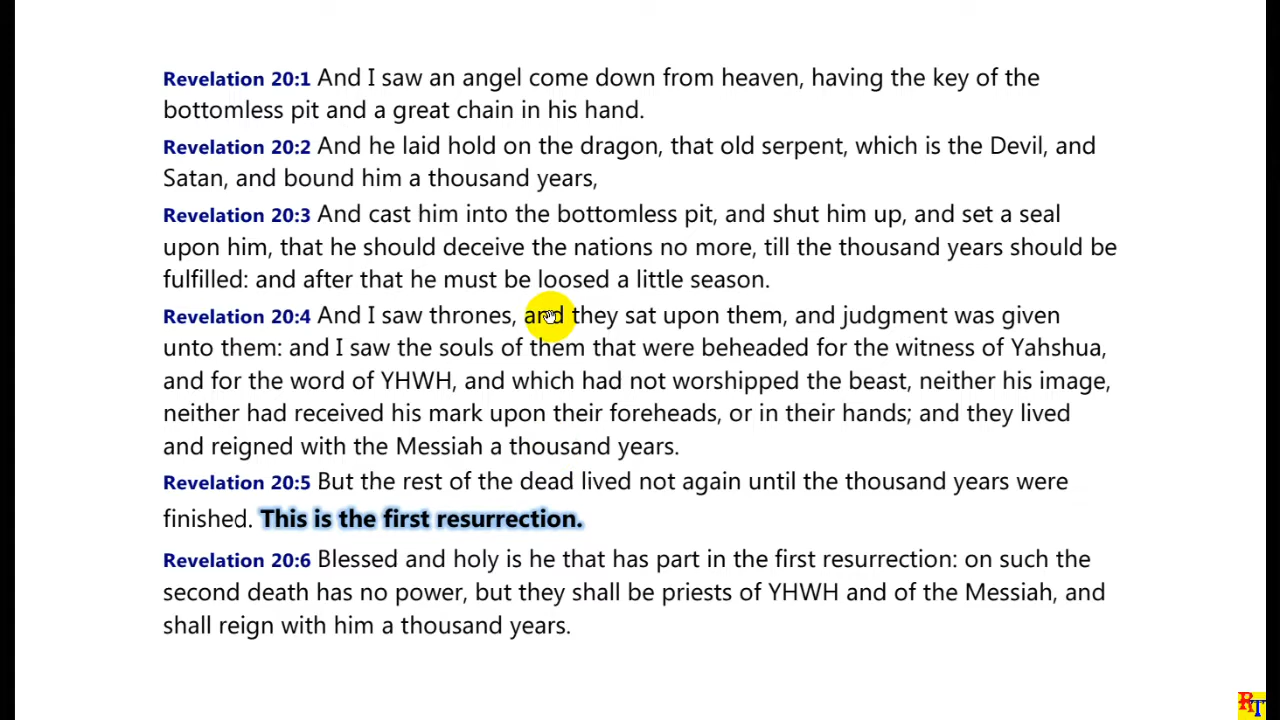 Revelation 20:1 And I saw an angel come down from heaven, having the key of the
bottomless pit and a great chain in his hand.
Revelation 20:2 And he laid hold on the dragon, that old serpent, which is the Devil, and
Satan, and bound him a thousand years,
Revelation 20:3 And cast him into the bottomless pit, and shut him up, and set a seal
upon him, that he should deceive the nations no more, till the thousand years should be
fulfilled: and after that he must be loosed a little season.
Revelation 20:4 And I saw thrones, and they sat upon them, and judgment was given
unto them: and I saw the souls of them that were beheaded for the witness of Yahshua,
and for the word of YHWH, and which had not worshipped the beast, neither his image,
neither had received his mark upon their foreheads, or in their hands; and they lived
and reigned with the Messiah a thousand years.
Revelation 20:5 But the rest of the dead lived not again until the thousand years were
finished. This is the first resurrection.
Revelation 20:6 Blessed and holy is he that has part in the first resurrection: on such the
second death has no power, but they shall be priests of YHWH and of the Messiah, and
shall reign with him a thousand years.
RT